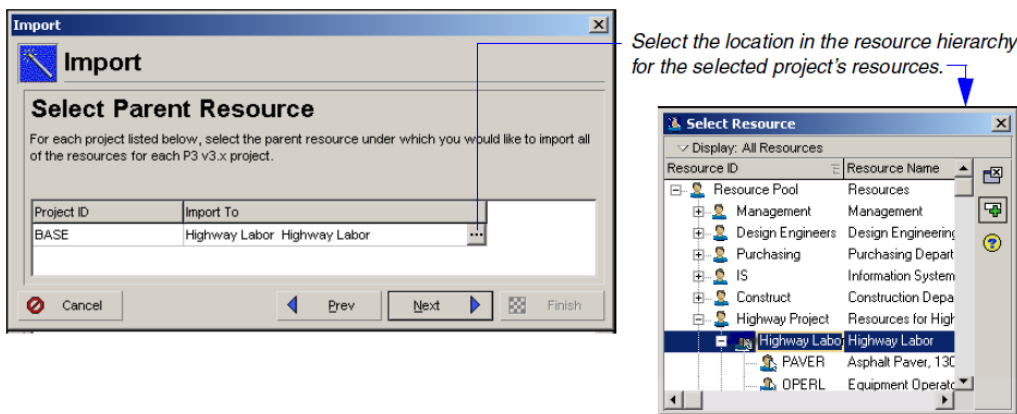 Import
Import
Select Parent Resource
For each project listed below, select the parent resource under which you would like to import all
of the resources for each P3 v3.x project.
Project ID Import To
BASE Highway Labor Highway Labor ...
Cancel Prev Next Finish
Select the location in the resource hierarchy
for the selected project's resources.
Select Resource
Display: All Resources
Resource ID Resource Name
Resource Pool Resources
Management Management
Design Engineers Design Engineering
Purchasing Purchasing Depart
IS Information System
Construct Construction Depa
Highway Project Resources for High
Highway Labo Highway Labor
PAVER Asphalt Paver, 130
OPERL Equipment Operato